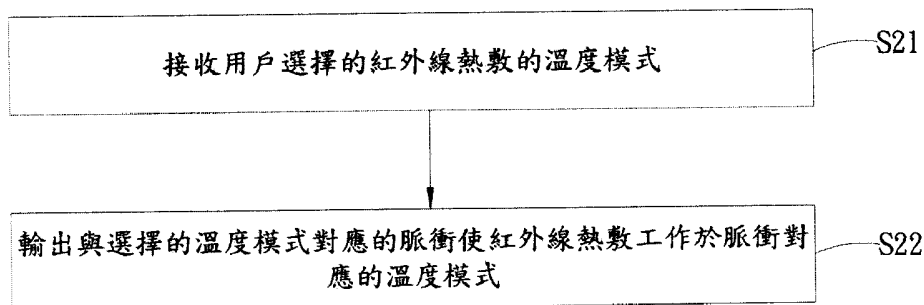 接收用戶選擇的紅外線熱敷的溫度模式
S21
輸出與選擇的溫度模式對應的脈衝使紅外線熱敷工作於脈衝對
應的溫度模式
S22